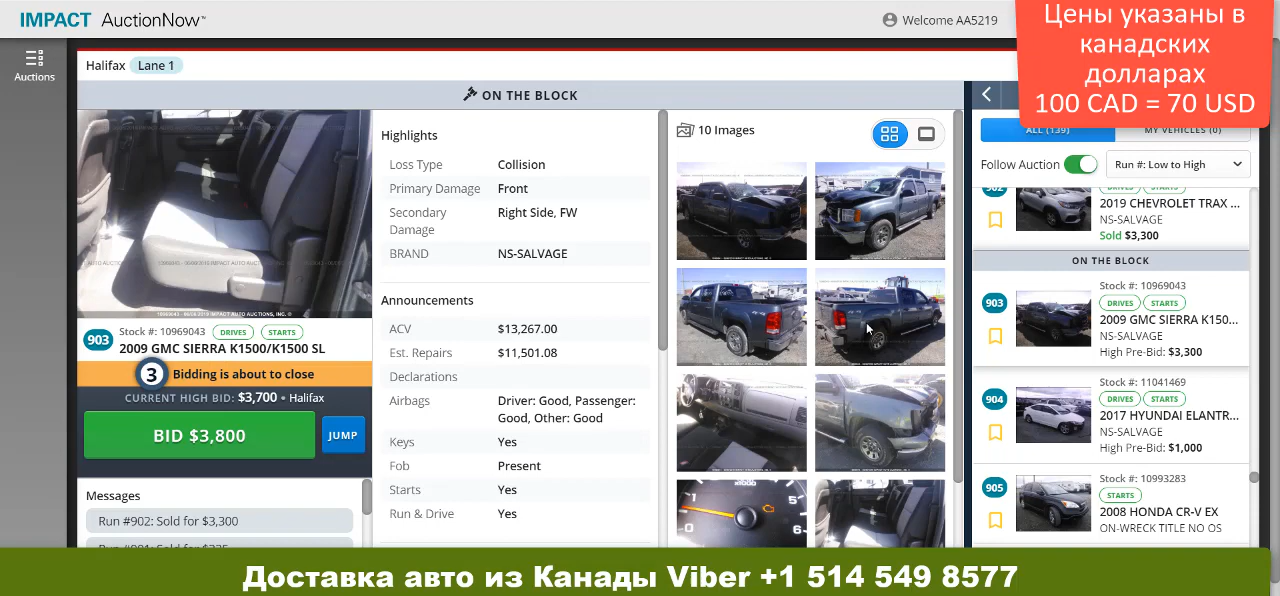 IMPACT AuctionNow™
Welcome AA5219
Цены указаны в
канадских
долларах
100 CAD = 70 USD
Auctions
Halifax Lane 1
ON THE BLOCK
Stock #: 10969043 DRIVES STARTS
903
2009 GMC SIERRA K1500/K1500 SL
3 Bidding is about to close
CURRENT HIGH BID: $3,700 • Halifax
BID $3,800
JUMP
Messages
Run #902: Sold for $3,300
Highlights
Loss Type Collision
Primary Damage Front
Secondary Damage Right Side, FW
BRAND NS-SALVAGE
Announcements
ACV $13,267.00
Est. Repairs $11,501.08
Declarations
Airbags Driver: Good, Passenger:
Good, Other: Good
Keys Yes
Fob Present
Starts Yes
Run & Drive Yes
10 Images
ALL (139)
MY VEHICLES (0)
Follow Auction
Run #: Low to High
902
DRIVES STARTS
2019 CHEVROLET TRAX ...
NS-SALVAGE
Sold $3,300
ON THE BLOCK
Stock #: 10969043
903
DRIVES STARTS
2009 GMC SIERRA K150...
NS-SALVAGE
High Pre-Bid: $3,300
Stock #: 11041469
904
DRIVES STARTS
2017 HYUNDAI ELANTR...
NS-SALVAGE
High Pre-Bid: $1,000
Stock #: 10993283
905
STARTS
2008 HONDA CR-V EX
ON-WRECK TITLE NO OS
Доставка авто из Канады Viber +1 514 549 8577